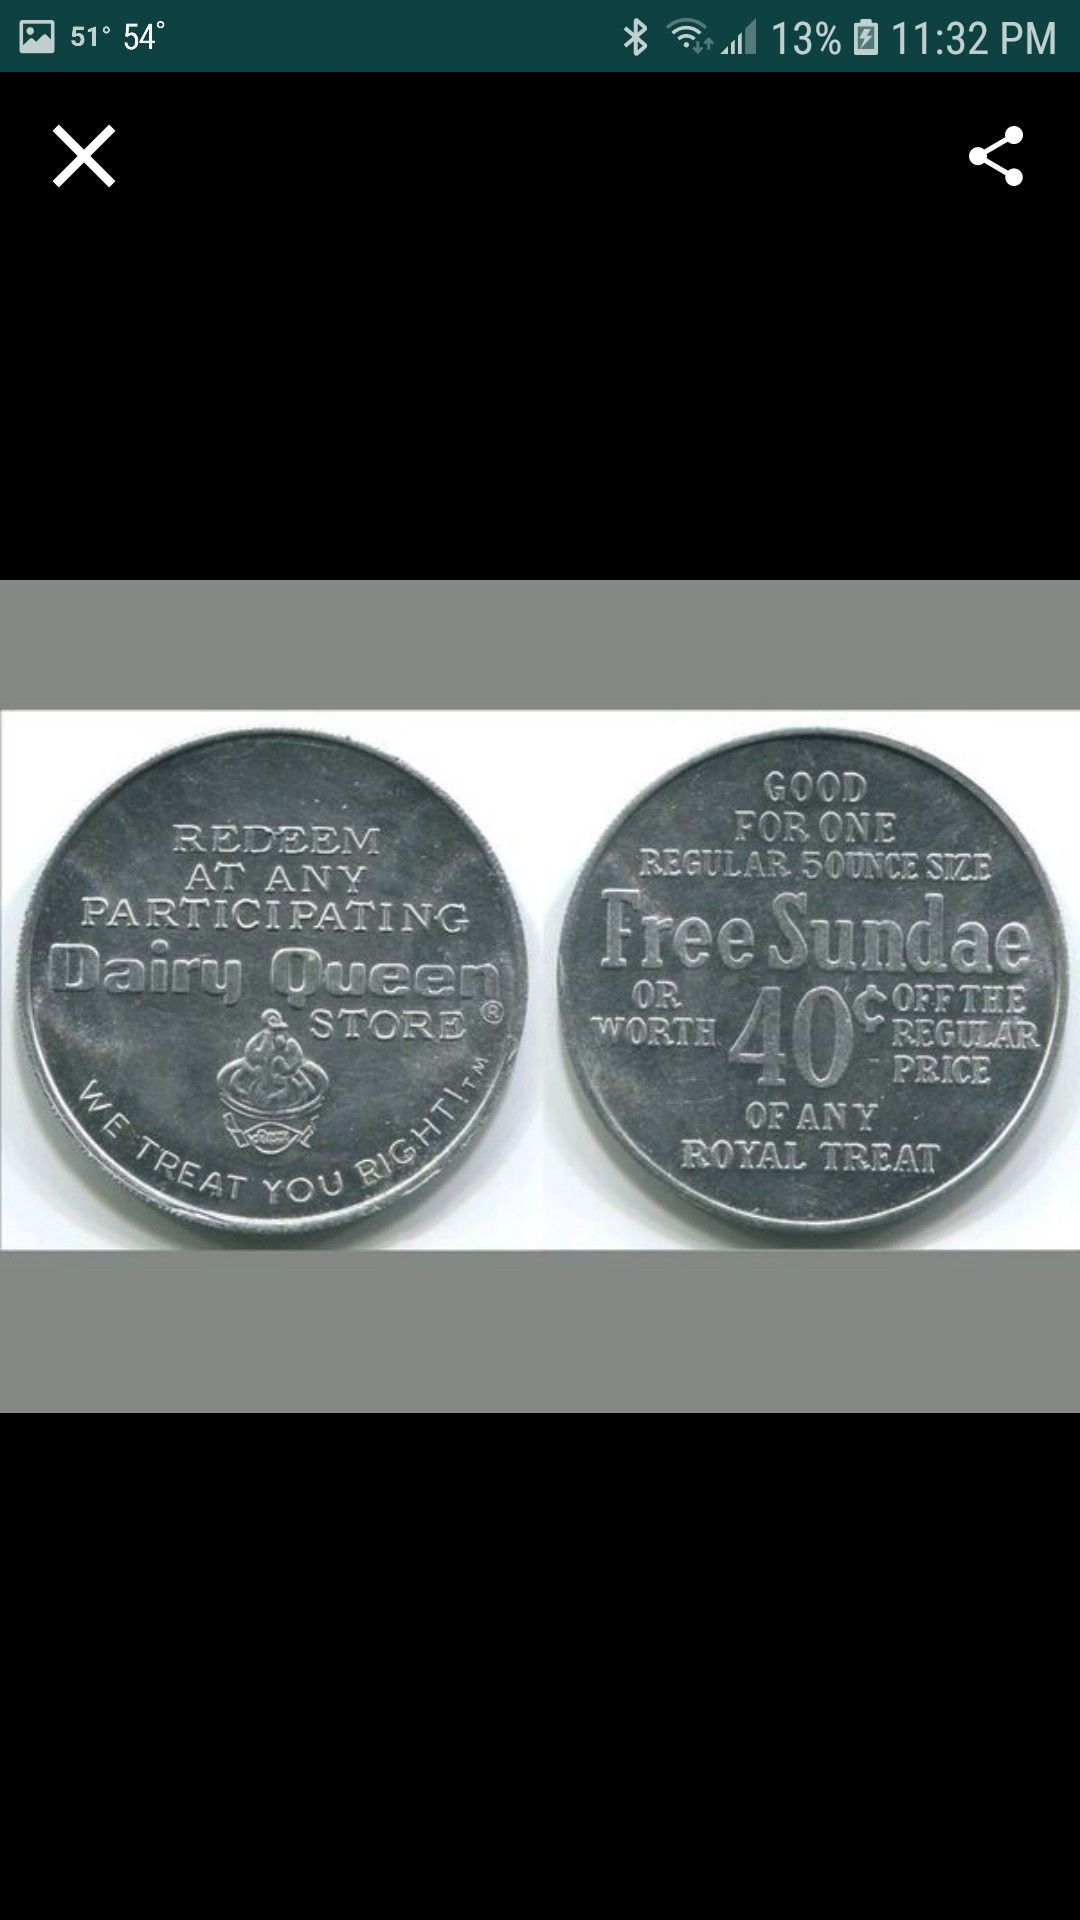 51° 54° 13% 11:32 PM
REDEEM
AT ANY
PARTICIPATING
Dairy Queen
STORE ®
WE TREAT YOU RIGHT!™
GOOD
FOR ONE
REGULAR 5 OUNCE SIZE
Free Sundae
OR WORTH 40¢ OFF THE REGULAR PRICE
OF ANY
ROYAL TREAT